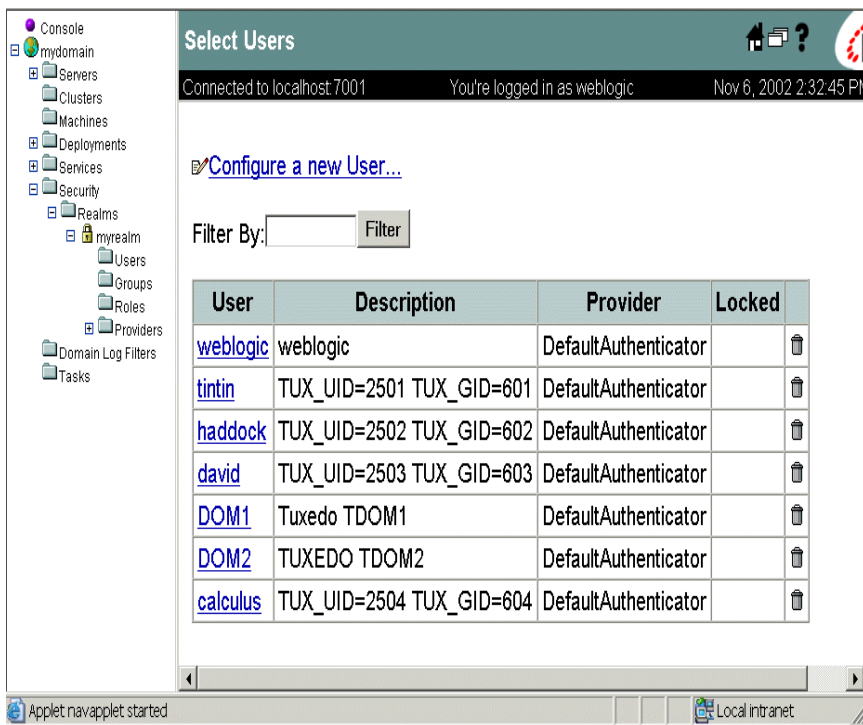 Console
mydomain
Servers
Clusters
Machines
Deployments
Services
Security
Realms
myrealm
Users
Groups
Roles
Providers
Domain Log Filters
Tasks
Select Users
?
Connected to localhost:7001 You're logged in as weblogic Nov 6, 2002 2:32:45 PM
Configure a new User...
Filter By: Filter
User Description Provider Locked
weblogic weblogic DefaultAuthenticator
tintin TUX_UID=2501 TUX_GID=601 DefaultAuthenticator
haddock TUX_UID=2502 TUX_GID=602 DefaultAuthenticator
david TUX_UID=2503 TUX_GID=603 DefaultAuthenticator
DOM1 Tuxedo TDOM1 DefaultAuthenticator
DOM2 TUXEDO TDOM2 DefaultAuthenticator
calculus TUX_UID=2504 TUX_GID=604 DefaultAuthenticator
Applet navapplet started Local intranet